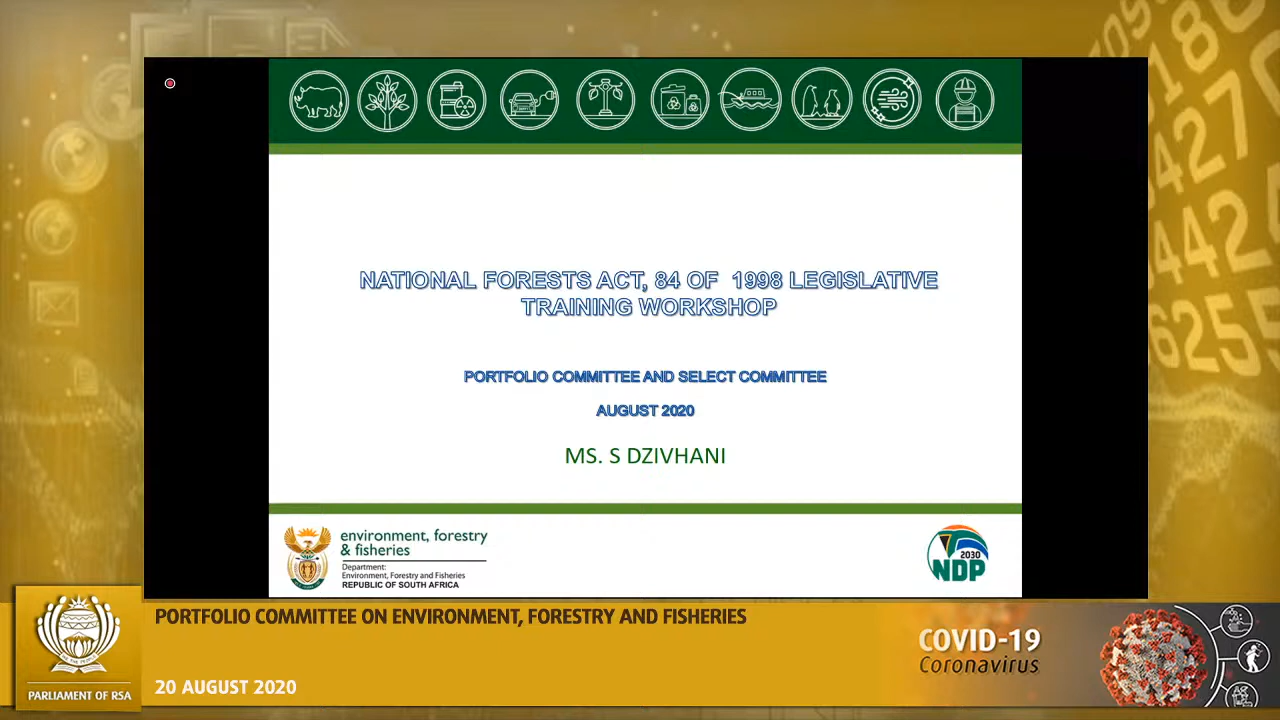 NATIONAL FORESTS ACT, 84 OF 1998 LEGISLATIVE
TRAINING WORKSHOP
PORTFOLIO COMMITTEE AND SELECT COMMITTEE
AUGUST 2020
MS. S DZIVHANI
environment, forestry
& fisheries
Department:
Environment, Forestry and Fisheries
REPUBLIC OF SOUTH AFRICA
2030
NDP
PORTFOLIO COMMITTEE ON ENVIRONMENT, FORESTRY AND FISHERIES
20 AUGUST 2020
PARLIAMENT OF RSA
COVID-19
Coronavirus